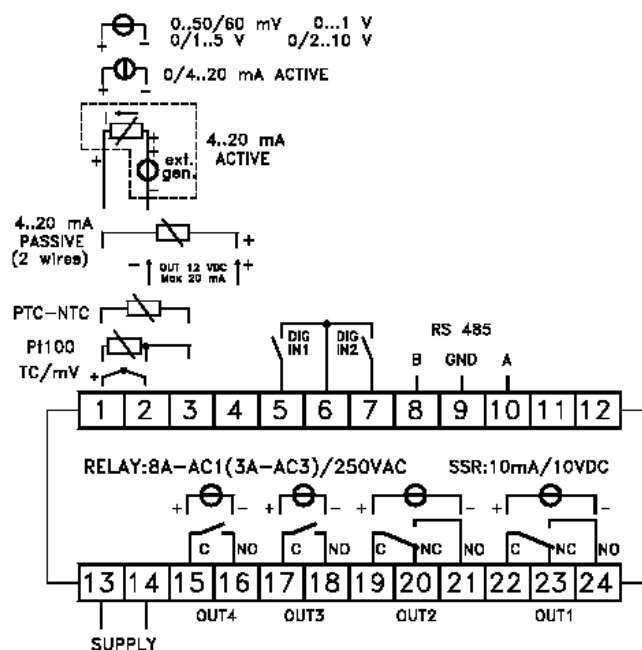 0..50/60 mV 0...1 V
+ - 0/1..5 V 0/2..10 V
+ - 0/4..20 mA ACTIVE
+ + + - ext. gen. 4..20 mA ACTIVE
4..20 mA PASSIVE (2 wires) +
- OUT 12 VDC Max 20 mA +
PTC-NTC
Pt100
TC/mV +
DIG IN1 DIG IN2 RS 485
B GND A
1 2 3 4 5 6 7 8 9 10 11 12
RELAY:8A-AC1(3A-AC3)/250VAC SSR:10mA/10VDC
+ - + - + - + -
C NO C NO C NC NO C NC NO
13 14 15 16 17 18 19 20 21 22 23 24
SUPPLY OUT4 OUT3 OUT2 OUT1